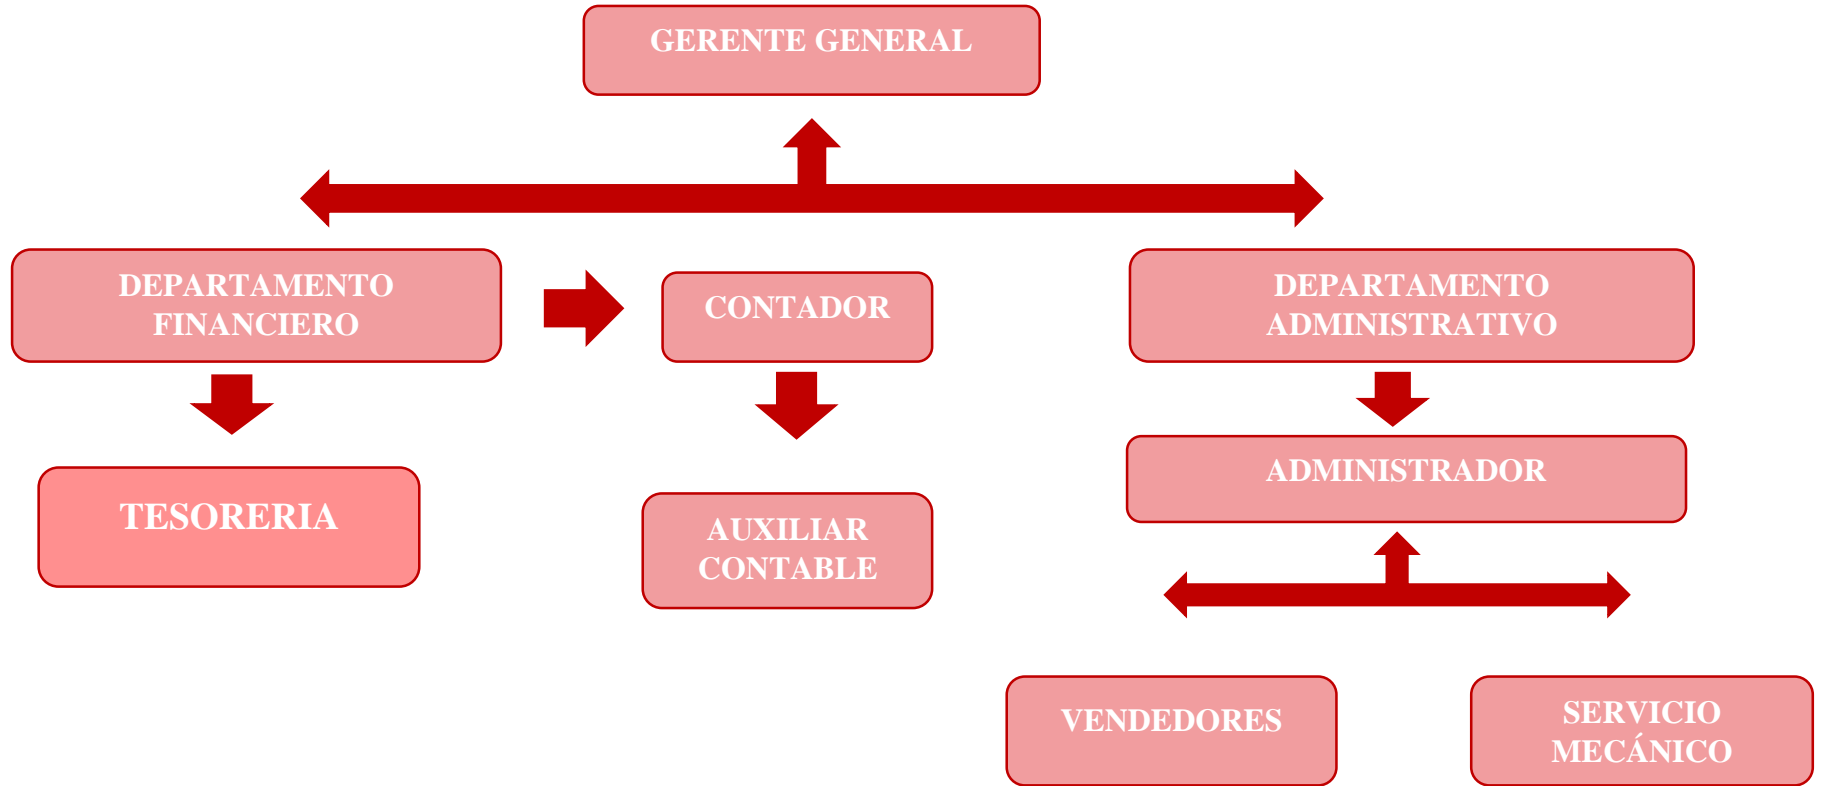 GERENTE GENERAL
DEPARTAMENTO
FINANCIERO
CONTADOR
DEPARTAMENTO
ADMINISTRATIVO
TESORERIA
AUXILIAR
CONTABLE
ADMINISTRADOR
VENDEDORES
SERVICIO
MECÁNICO